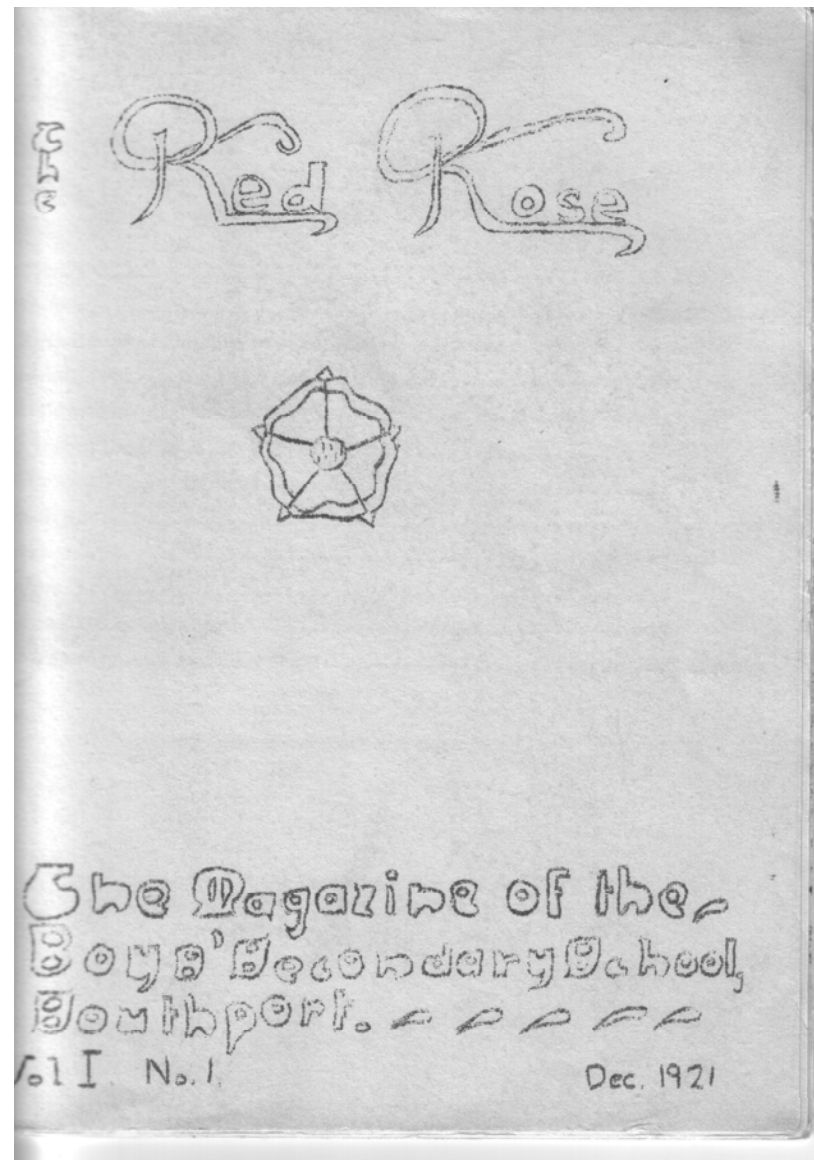 The Red Rose
The Magazine of the
Boys' Secondary School,
Southport.
Vol I No. 1.
Dec. 1921